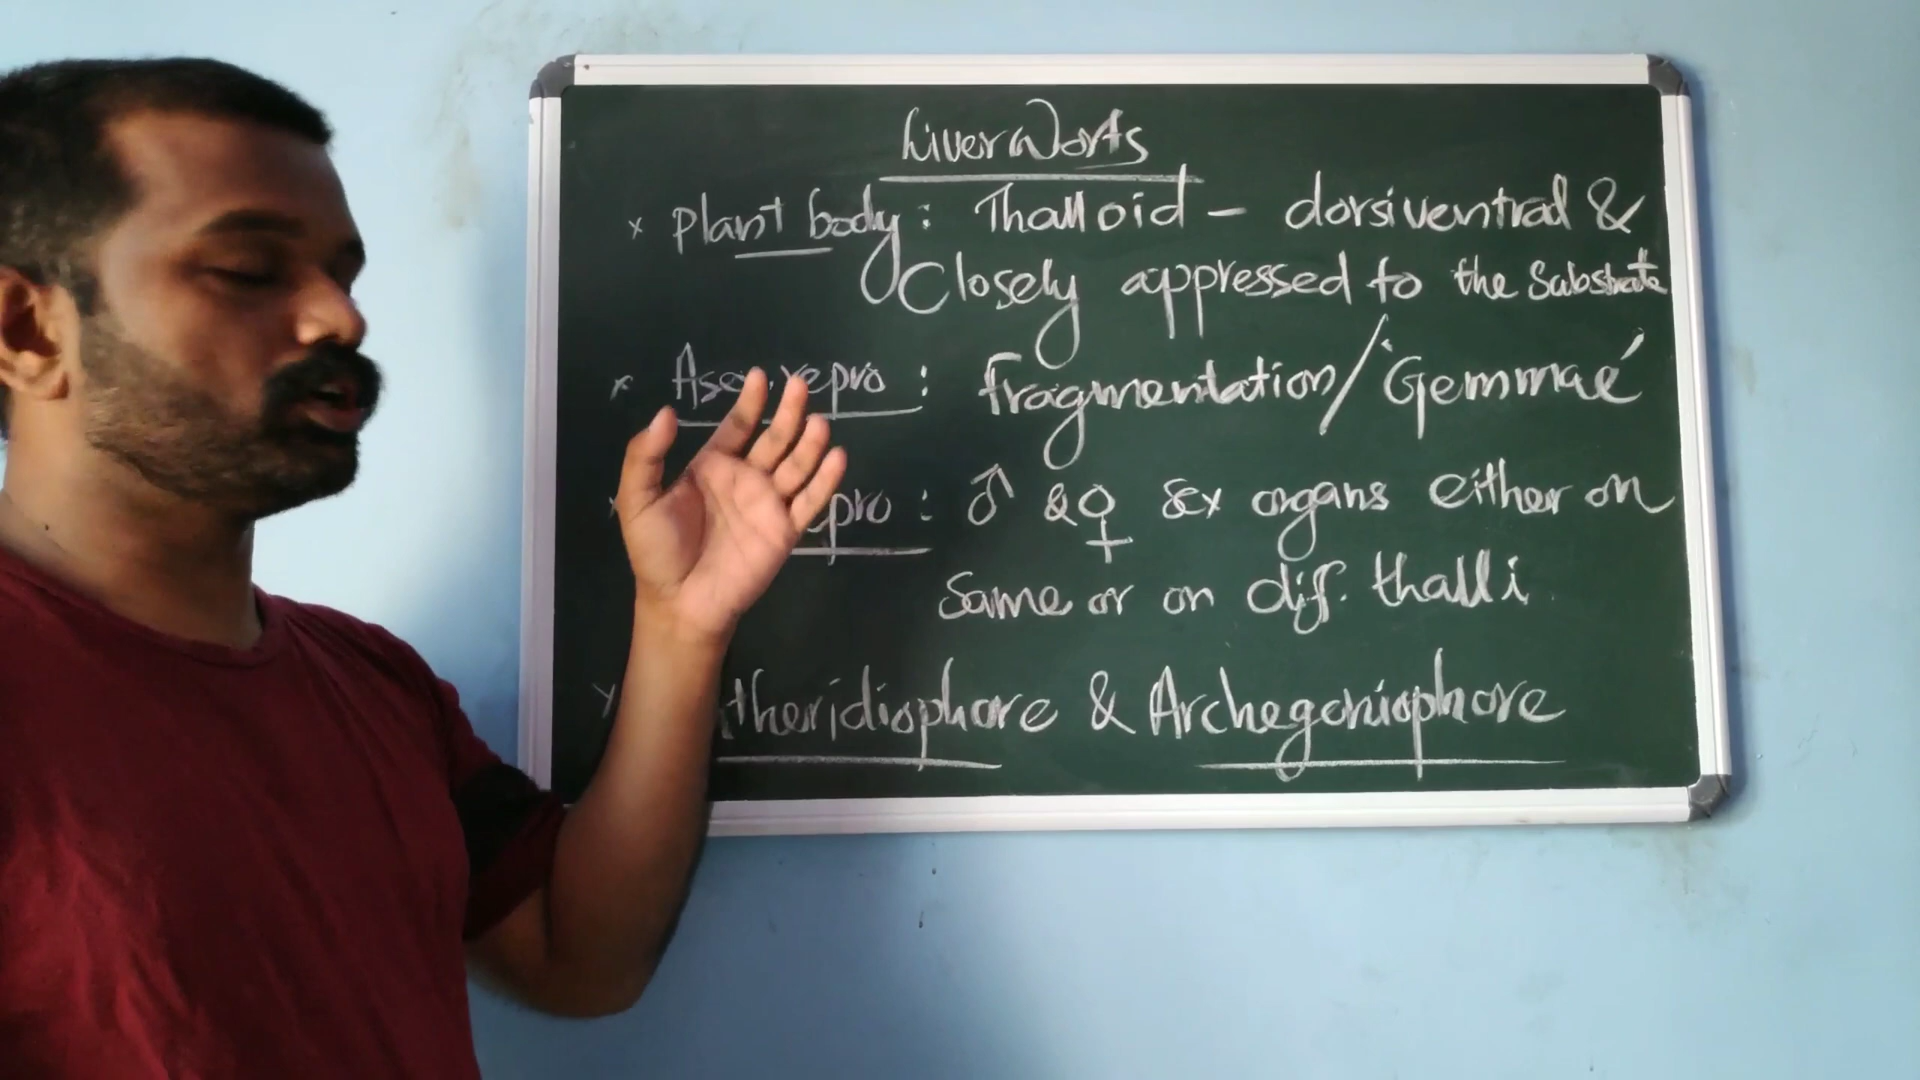 LiverWorts
x Plant body : Thalloid - dorsiventral &
Closely appressed to the Substrate
x repro : fragmentation/Gemmae
: ♂ & ♀ sex organs either on
Same or on dif. thalli
& Archegoniophore